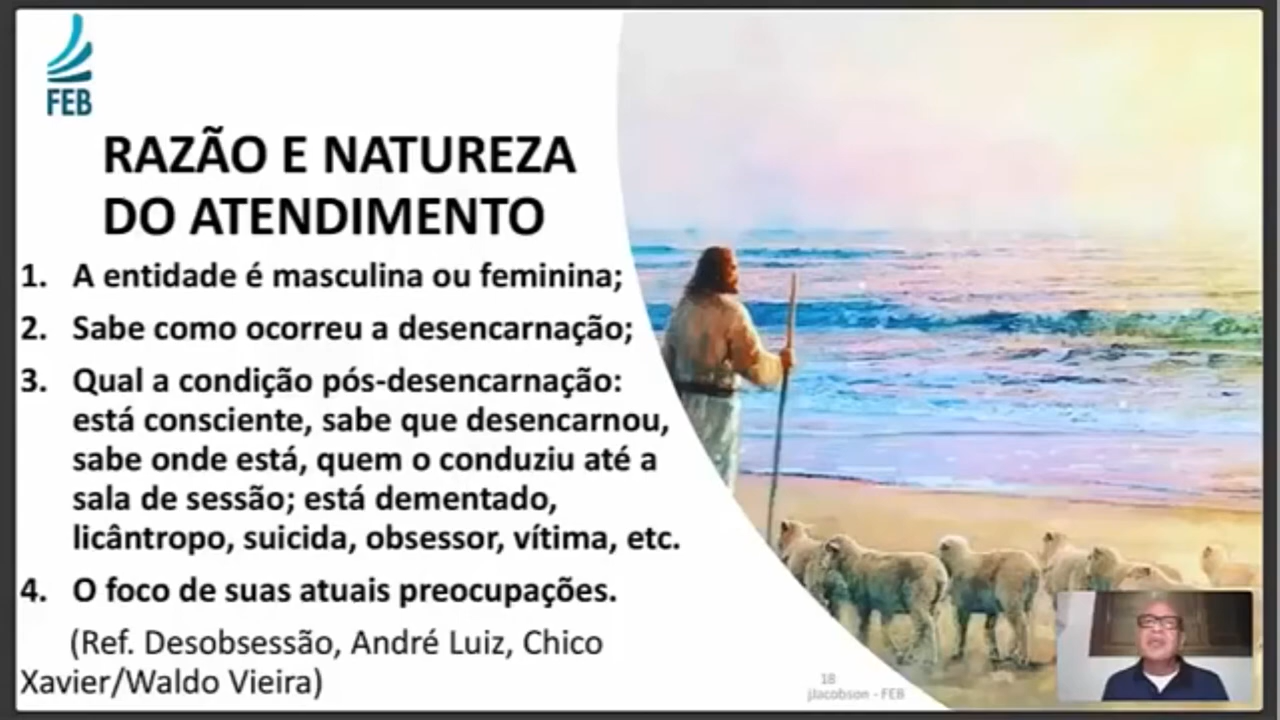 FEB
RAZÃO E NATUREZA
DO ATENDIMENTO
1. A entidade é masculina ou feminina;
2. Sabe como ocorreu a desencarnação;
3. Qual a condição pós-desencarnação:
está consciente, sabe que desencarnou,
sabe onde está, quem o conduziu até a
sala de sessão; está dementado,
licântropo, suicida, obsessor, vítima, etc.
4. O foco de suas atuais preocupações.
(Ref. Desobsessão, André Luiz, Chico
Xavier/Waldo Vieira)
18
jJacobson - FEB